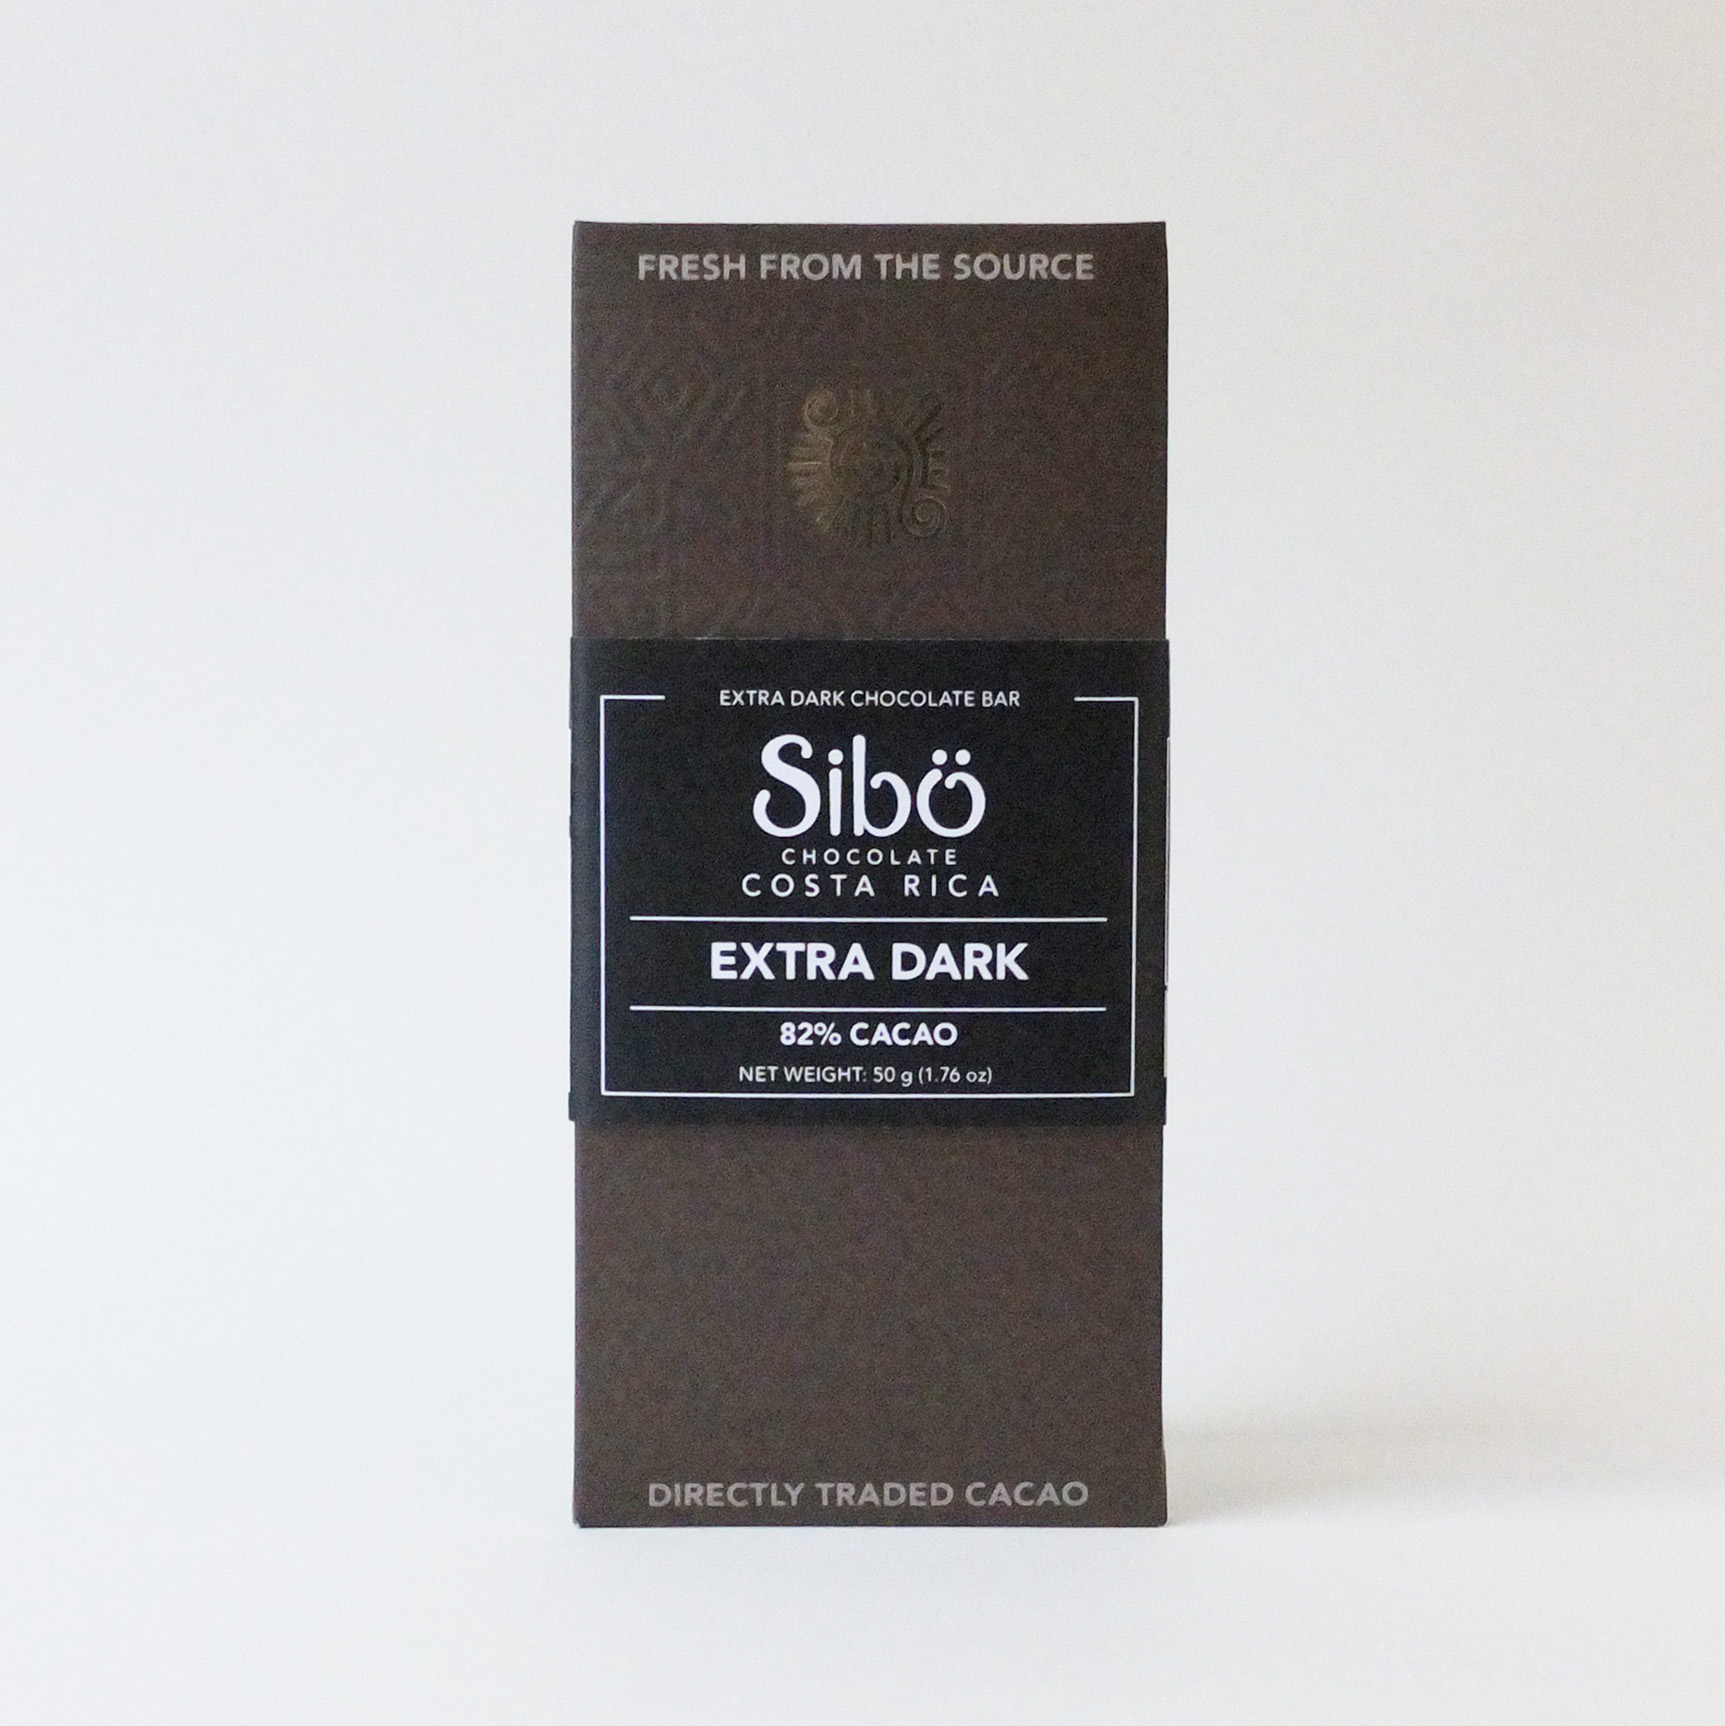 FRESH FROM THE SOURCE
EXTRA DARK CHOCOLATE BAR
Sibö
CHOCOLATE
COSTA RICA
EXTRA DARK
82% CACAO
NET WEIGHT: 50 g (1.76 oz)
DIRECTLY TRADED CACAO